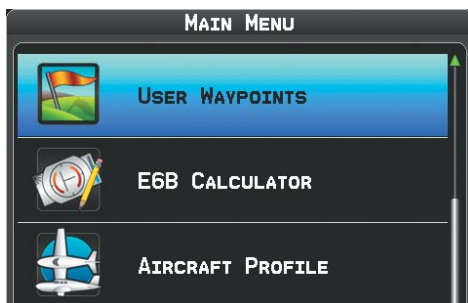 MAIN MENU
USER WAYPOINTS
E6B CALCULATOR
AIRCRAFT PROFILE